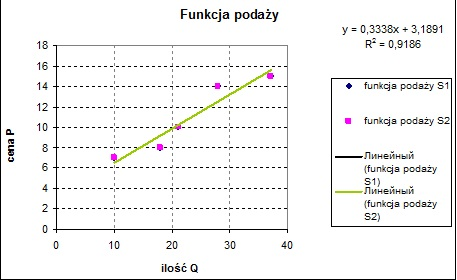 Funkcja podaży
y = 0,3338x + 3,1891
R² = 0,9186
cena P
18
16
14
12
10
8
6
4
2
0
0 10 20 30 40
ilość Q
funkcja podaży S1
funkcja podaży S2
Линейный
(funkcja podaży
S1)
Линейный
(funkcja podaży
S2)